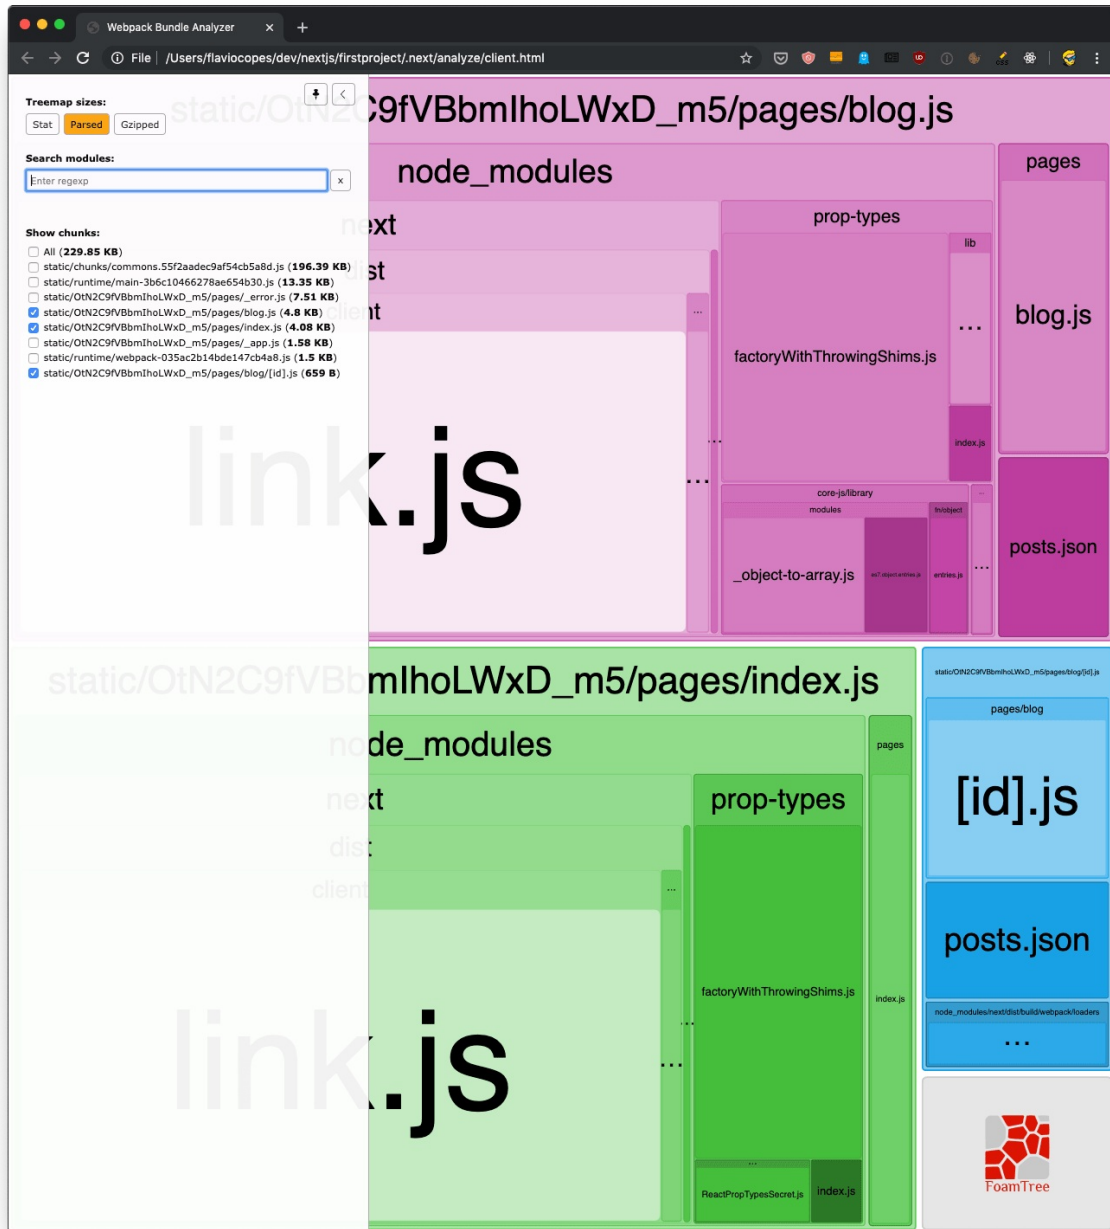 Webpack Bundle Analyzer
File /Users/flaviocopes/dev/nextjs/firstproject/.next/analyze/client.html
Treemap sizes:
Stat Parsed Gzipped
Search modules:
Enter regexp
Show chunks:
All (229.85 KB)
static/chunks/commons.55f2aadec9af54cb5a8d.js (196.39 KB)
static/runtime/main-3b6c10466278ae654b30.js (13.35 KB)
static/OtN2C9fVBbmIhoLWxD_m5/pages/_error.js (7.51 KB)
static/OtN2C9fVBbmIhoLWxD_m5/pages/blog.js (4.8 KB)
static/OtN2C9fVBbmIhoLWxD_m5/pages/index.js (4.08 KB)
static/OtN2C9fVBbmIhoLWxD_m5/pages/_app.js (1.58 KB)
static/runtime/webpack-035ac2b14bde147cb4a8.js (1.5 KB)
static/OtN2C9fVBbmIhoLWxD_m5/pages/blog/[id].js (659 B)
static/OtN2C9fVBbmIhoLWxD_m5/pages/blog.js
node_modules
next
dist
client
...
link.js
...
...
prop-types
factoryWithThrowingShims.js
lib
...
index.js
core-js/library
modules
_object-to-array.js
es7.object.entries.js
fn/object
entries.js
...
...
pages
blog.js
posts.json
static/OtN2C9fVBbmIhoLWxD_m5/pages/index.js
node_modules
next
dist
client
...
link.js
...
...
prop-types
factoryWithThrowingShims.js
...
ReactPropTypesSecret.js
index.js
pages
index.js
static/OtN2C9fVBbmIhoLWxD_m5/pages/blog/[id].js
pages/blog
[id].js
posts.json
node_modules/next/dist/build/webpack/loaders
...
FoamTree